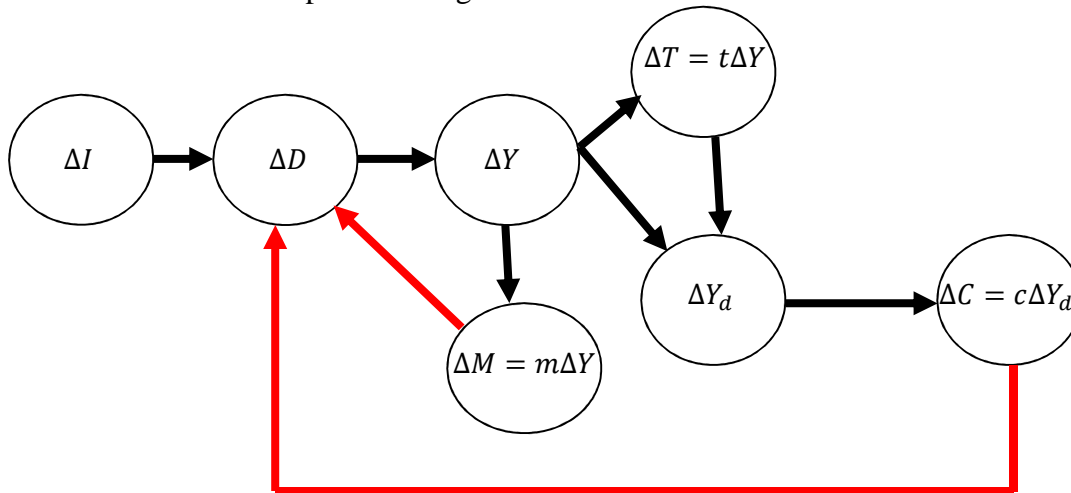 ΔT = tΔY
ΔI
ΔD
ΔY
ΔY_d
ΔC = cΔY_d
ΔM = mΔY